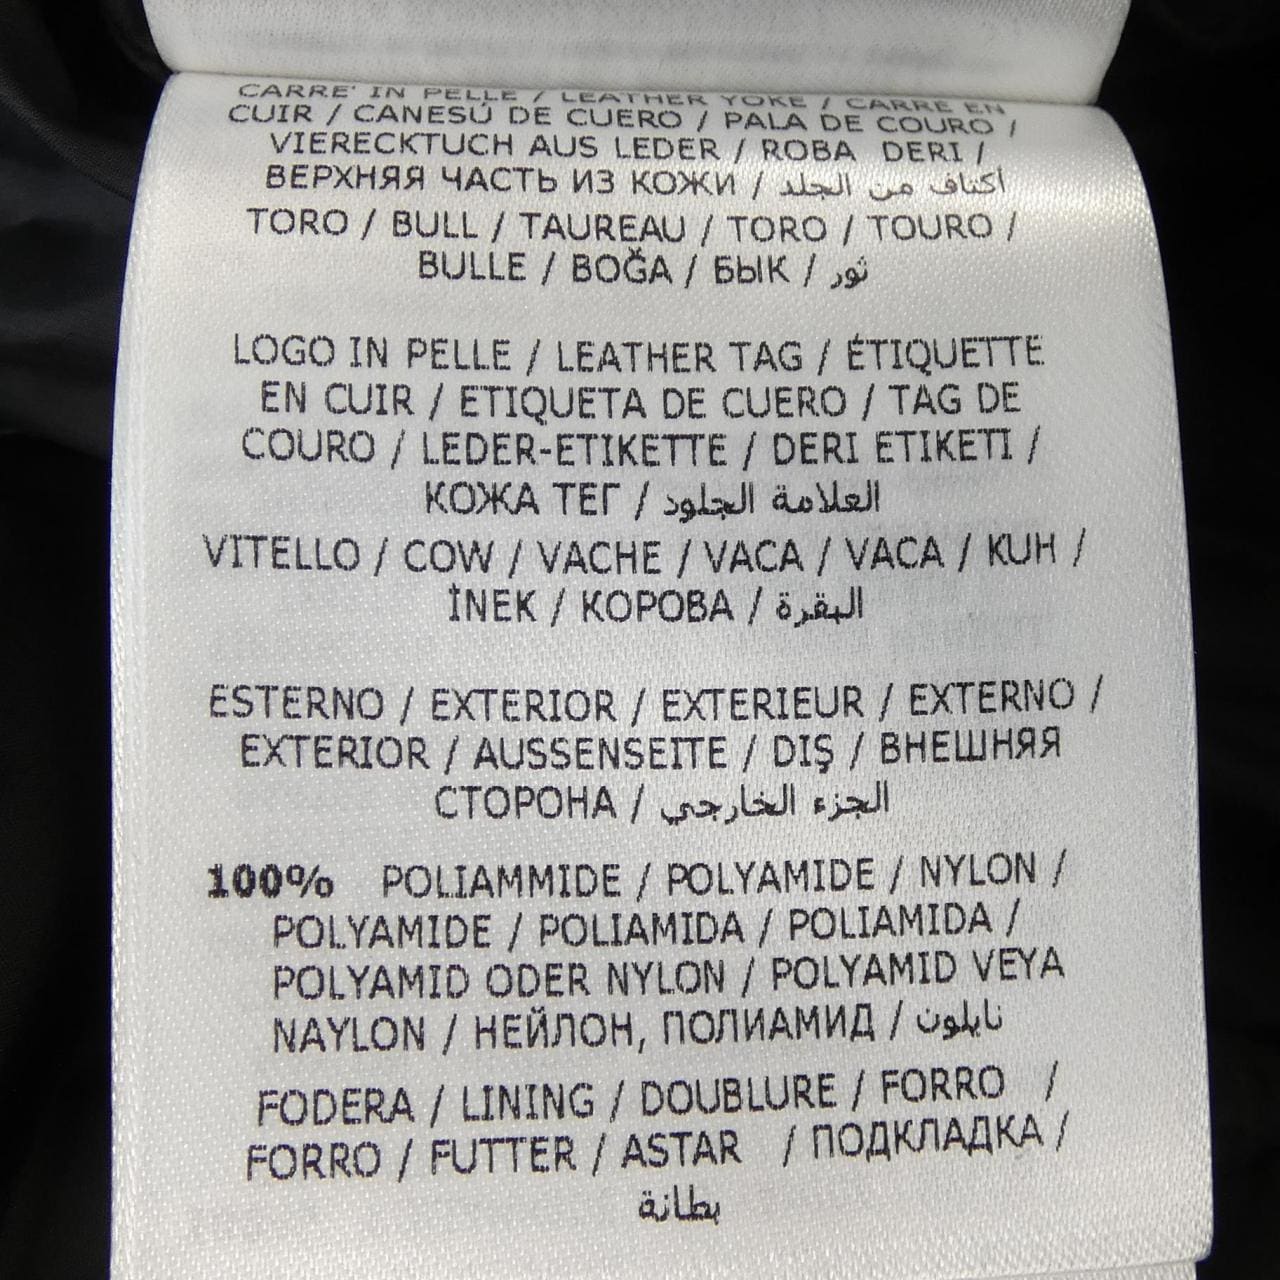 CARRE' IN PELLE / LEATHER YOKE / CARRE EN
CUIR / CANESÚ DE CUERO / PALA DE COURO /
VIERECKTUCH AUS LEDER / ROBA DERI /
ВЕРХНЯЯ ЧАСТЬ ИЗ КОЖИ / اكتاف من الجلد
TORO / BULL / TAUREAU / TORO / TOURO /
BULLE / BOĞA / БЫК / ثور
LOGO IN PELLE / LEATHER TAG / ÉTIQUETTE
EN CUIR / ETIQUETA DE CUERO / TAG DE
COURO / LEDER-ETIKETTE / DERI ETIKETI /
КОЖА ТЕГ / العلامة الجلود
VITELLO / COW / VACHE / VACA / VACA / KUH /
İNEK / КОРОВА / البقرة
ESTERNO / EXTERIOR / EXTERIEUR / EXTERNO /
EXTERIOR / AUSSENSEITE / DIŞ / ВНЕШНЯЯ
СТОРОНА / الجزء الخارجي
100% POLIAMMIDE / POLYAMIDE / NYLON /
POLYAMIDE / POLIAMIDA / POLIAMIDA /
POLYAMID ODER NYLON / POLYAMID VEYA
NAYLON / НЕЙЛОН, ПОЛИАМИД / نايلون
FODERA / LINING / DOUBLURE / FORRO /
FORRO / FUTTER / ASTAR / ПОДКЛАДКА /
بطانة